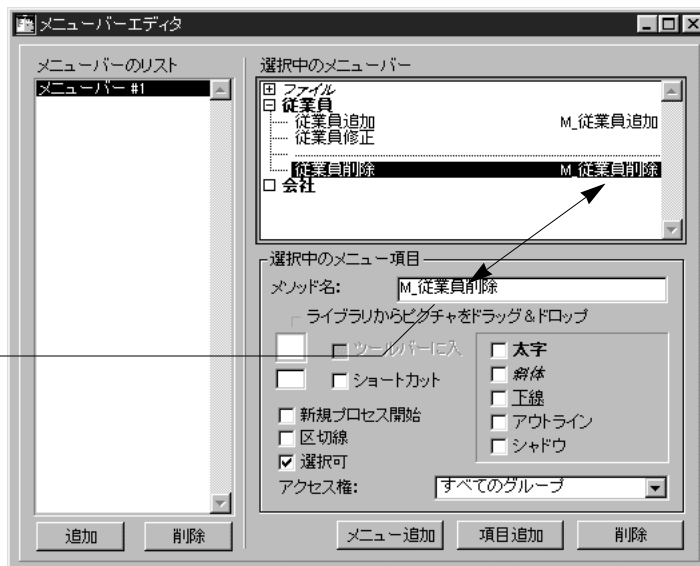 メニューバーエディタ
メニューバーのリスト
メニューバー #1
追加
削除
選択中のメニューバー
ファイル
従業員
従業員追加 M_従業員追加
従業員修正
従業員削除 M_従業員削除
会社
選択中のメニュー項目
メソッド名: M_従業員削除
ライブラリからピクチャをドラッグ&ドロップ
ツールバーに入
ショートカット
新規プロセス開始
区切線
選択可
太字
斜体
下線
アウトライン
シャドウ
アクセス権: すべてのグループ
メニュー追加
項目追加
削除